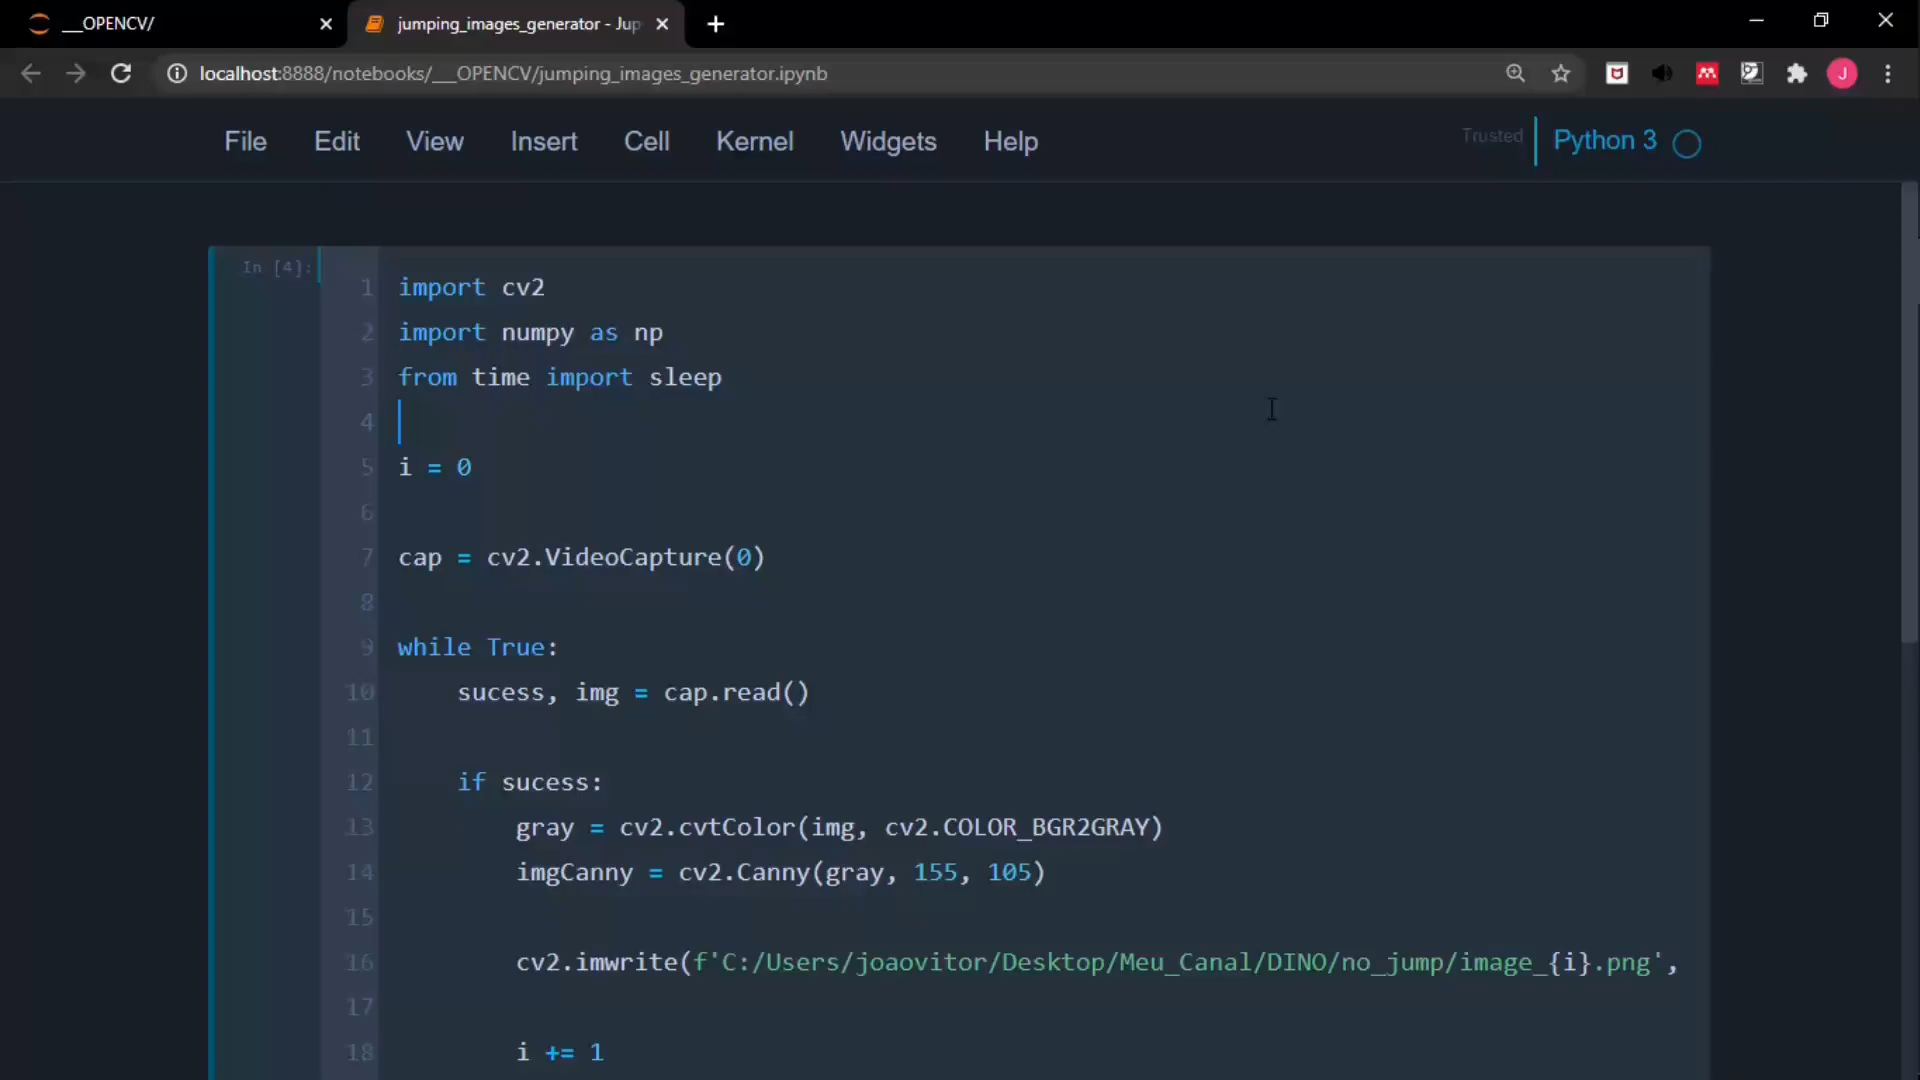 __OPENCV/
jumping_images_generator - Jup
localhost:8888/notebooks/__OPENCV/jumping_images_generator.ipynb
J
File Edit View Insert Cell Kernel Widgets Help
Trusted Python 3
In [4]:
1 import cv2
2 import numpy as np
3 from time import sleep
4
5 i = 0
6
7 cap = cv2.VideoCapture(0)
8
9 while True:
10 sucess, img = cap.read()
11
12 if sucess:
13 gray = cv2.cvtColor(img, cv2.COLOR_BGR2GRAY)
14 imgCanny = cv2.Canny(gray, 155, 105)
15
16 cv2.imwrite(f'C:/Users/joaovitor/Desktop/Meu_Canal/DINO/no_jump/image_{i}.png',
17
18 i += 1